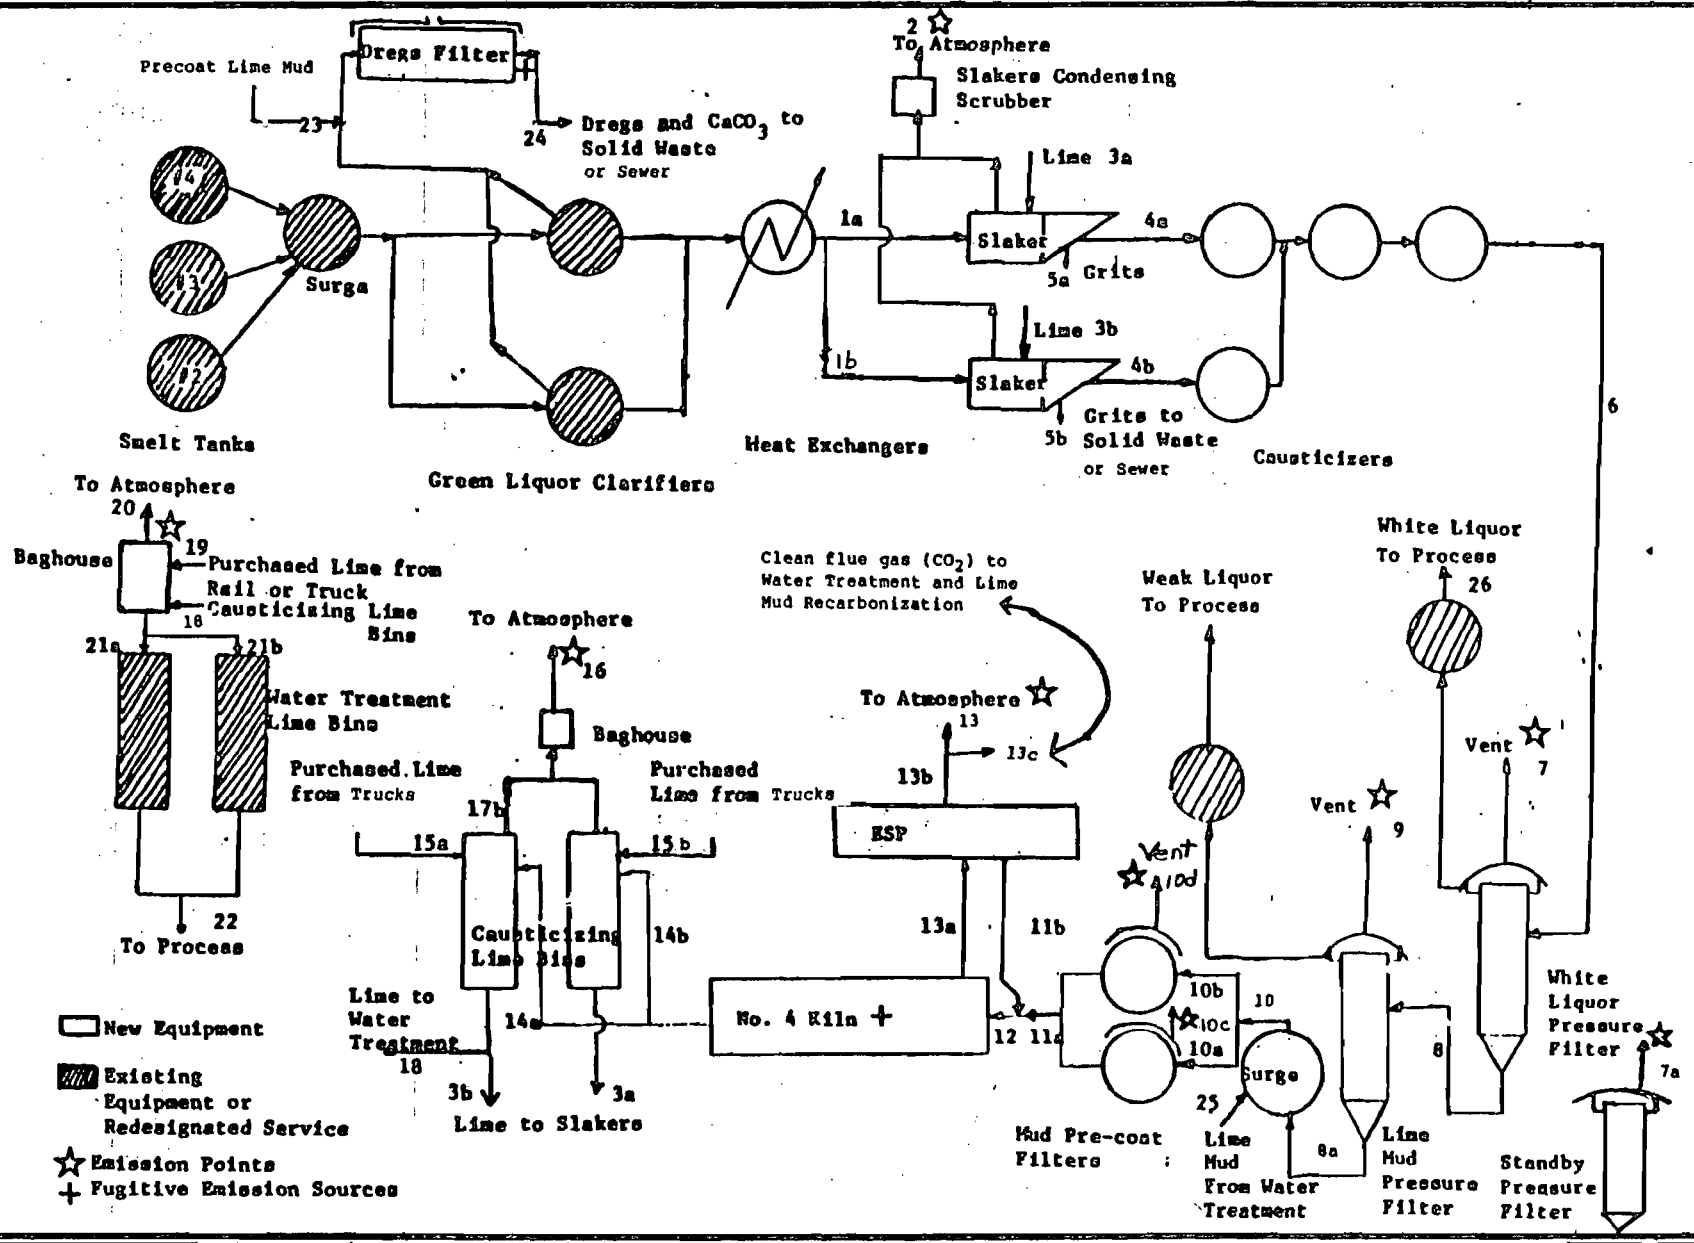 2
To Atmosphere
Slakers Condensing
Scrubber
Dregs Filter
Precoat Lime Mud
23
24
Dregs and CaCO3 to
Solid Waste
or Sewer
Lime 3a
#4
#3
#2
Surge
Smelt Tanks
Green Liquor Clarifiers
Heat Exchangers
1a
Slaker
4a
5a Grits
Lime 3b
1b
Slaker
4b
5b
Grits to
Solid Waste
or Sewer
Causticizers
6
To Atmosphere
20
Baghouse
19
Purchased Lime from
Rail or Truck
18
Causticizing Lime
Bins
21a
21b
Water Treatment
Lime Bins
22
To Process
To Atmosphere
16
Baghouse
Purchased Lime
from Trucks
17b
Purchased
Lime from Trucks
15a
15b
Causticizing
Lime Bins
14b
14a
Lime to
Water
Treatment
18
3b
3a
Lime to Slakers
Clean flue gas (CO2) to
Water Treatment and Lime
Mud Recarbonization
To Atmosphere
13
13c
13b
ESP
13a
11b
No. 4 Kiln +
12
11a
Vent
10d
10b
10
10c
10a
Surge
25
Mud Pre-coat
Filters
Lime
Mud
From Water
Treatment
8a
Weak Liquor
To Process
Vent
9
8
Lime
Mud
Pressure
Filter
White Liquor
To Process
26
Vent
7
White
Liquor
Pressure
Filter
7a
Standby
Pressure
Filter
New Equipment
Existing
Equipment or
Redesignated Service
Emission Points
+ Fugitive Emission Sources